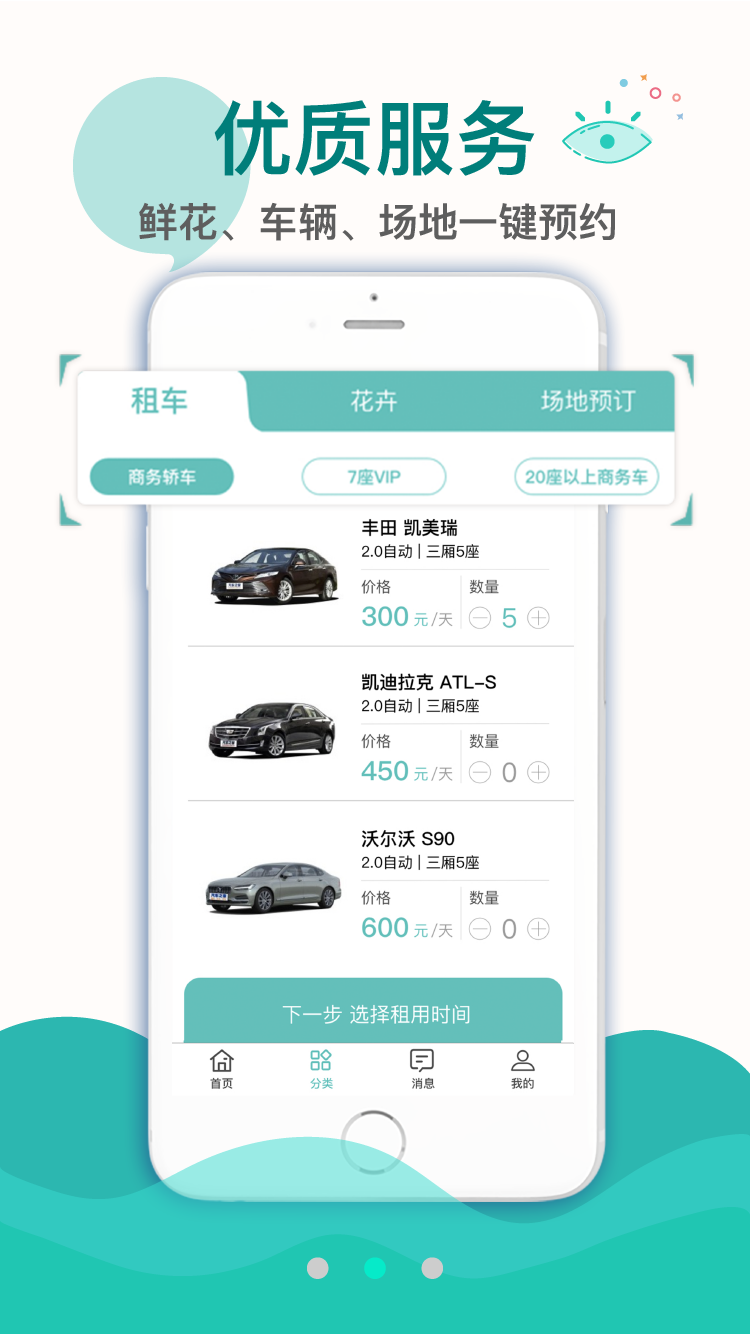 优质服务
鲜花、车辆、场地一键预约
租车 花卉 场地预订
商务轿车 7座VIP 20座以上商务车
丰田 凯美瑞
2.0自动 | 三厢5座
价格 数量
300 元/天 5
凯迪拉克 ATL-S
2.0自动 | 三厢5座
价格 数量
450 元/天 0
沃尔沃 S90
2.0自动 | 三厢5座
价格 数量
600 元/天 0
下一步 选择租用时间
首页 分类 消息 我的